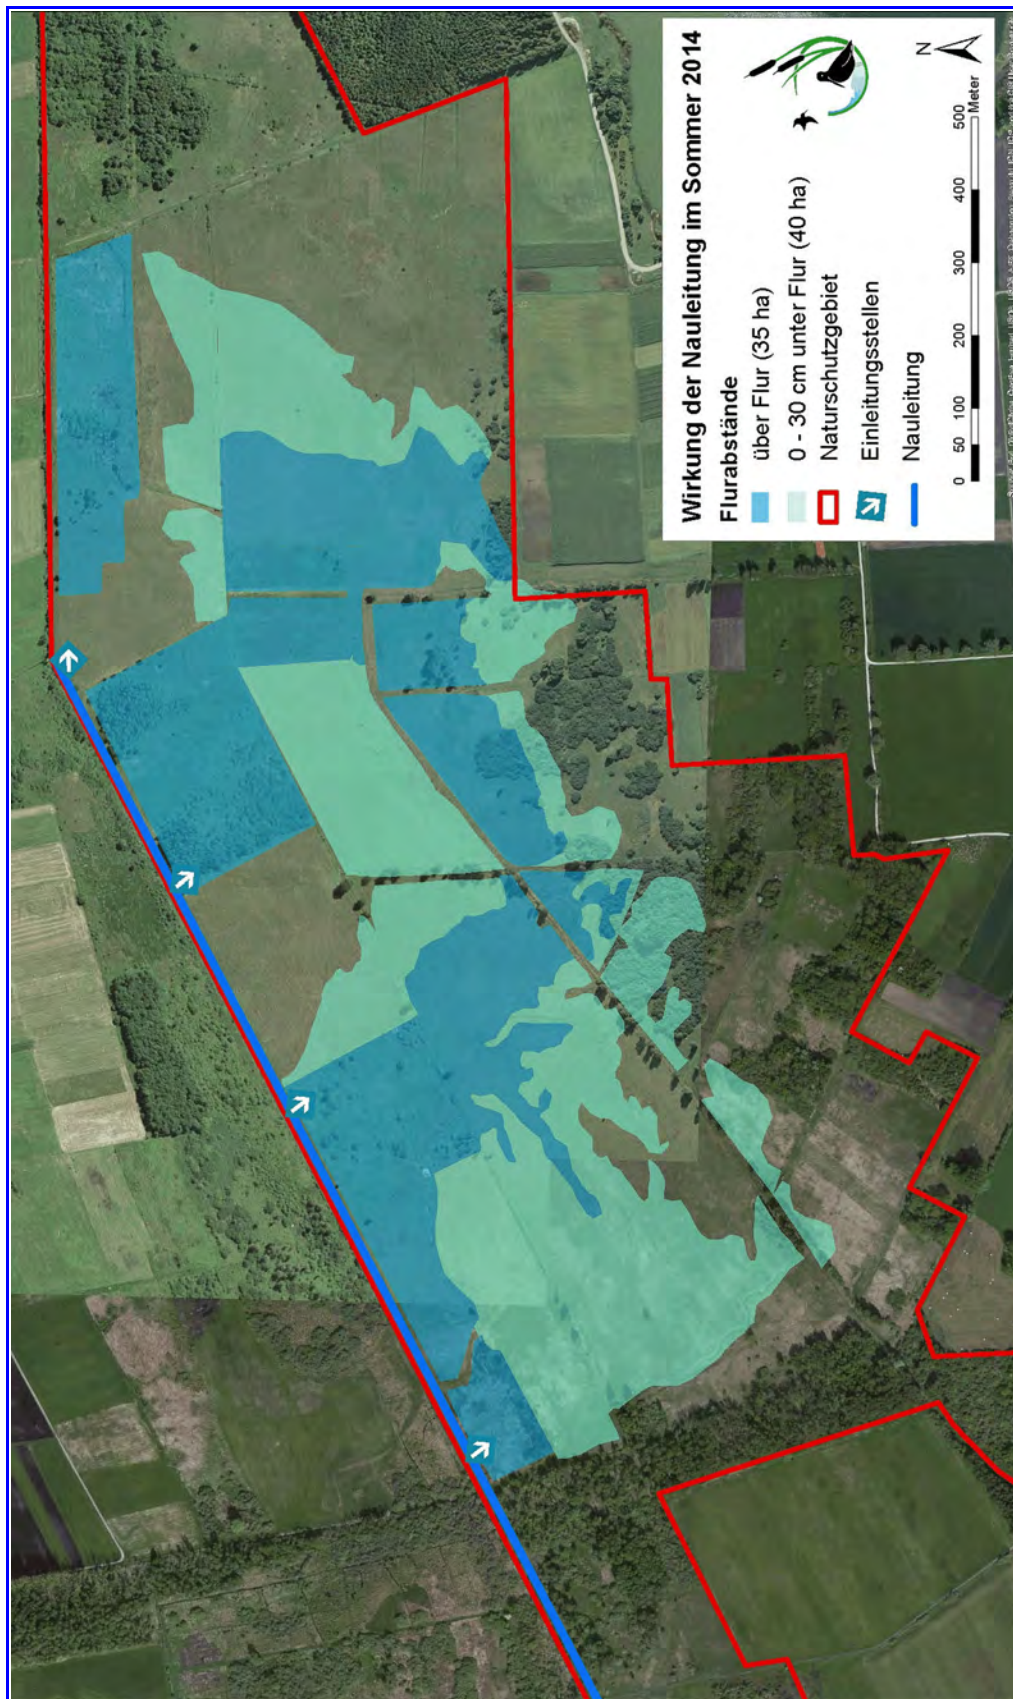 Wirkung der Nauleitung im Sommer 2014
Flurabstände
über Flur (35 ha)
0 - 30 cm unter Flur (40 ha)
Naturschutzgebiet
Einleitungsstellen
Nauleitung
N
0 50 100 200 300 400 500
Meter